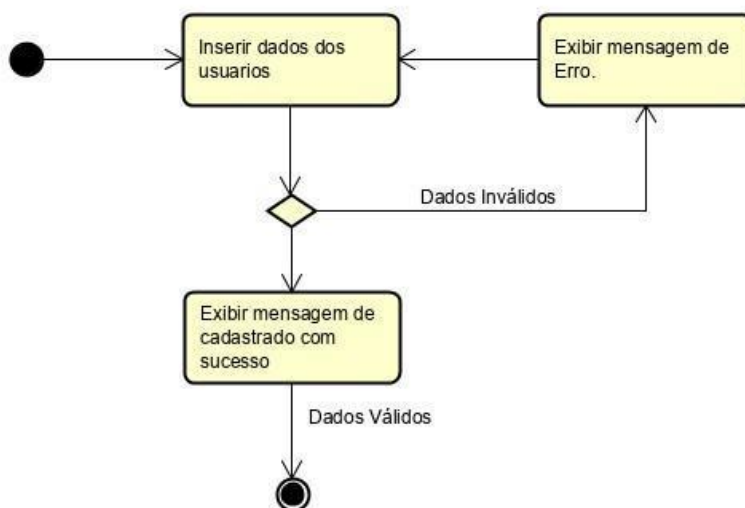 Inserir dados dos
usuarios
Exibir mensagem de
Erro.
Dados Inválidos
Exibir mensagem de
cadastrado com
sucesso
Dados Válidos